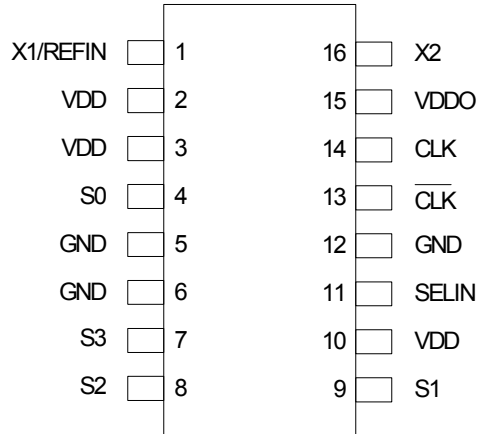 X1/REFIN 1 16 X2
VDD 2 15 VDDO
VDD 3 14 CLK
S0 4 13 C̅L̅K̅
GND 5 12 GND
GND 6 11 SELIN
S3 7 10 VDD
S2 8 9 S1